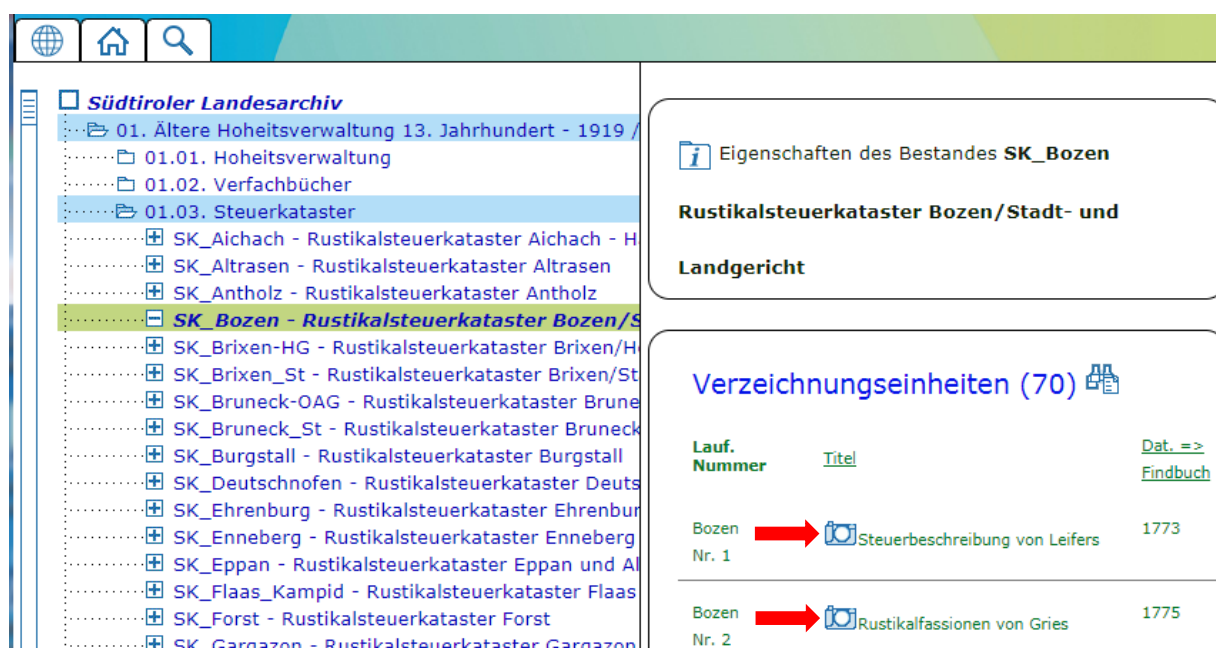 Südtiroler Landesarchiv
01. Ältere Hoheitsverwaltung 13. Jahrhundert - 1919 /
01.01. Hoheitsverwaltung
01.02. Verfachbücher
01.03. Steuerkataster
SK_Aichach - Rustikalsteuerkataster Aichach - H
SK_Altrasen - Rustikalsteuerkataster Altrasen
SK_Antholz - Rustikalsteuerkataster Antholz
SK_Bozen - Rustikalsteuerkataster Bozen/S
SK_Brixen-HG - Rustikalsteuerkataster Brixen/H
SK_Brixen_St - Rustikalsteuerkataster Brixen/St
SK_Bruneck-OAG - Rustikalsteuerkataster Brune
SK_Bruneck_St - Rustikalsteuerkataster Bruneck
SK_Burgstall - Rustikalsteuerkataster Burgstall
SK_Deutschnofen - Rustikalsteuerkataster Deuts
SK_Ehrenburg - Rustikalsteuerkataster Ehrenbur
SK_Enneberg - Rustikalsteuerkataster Enneberg
SK_Eppan - Rustikalsteuerkataster Eppan und Al
SK_Flaas_Kampid - Rustikalsteuerkataster Flaas
SK_Forst - Rustikalsteuerkataster Forst
SK_Gargazon - Rustikalsteuerkataster Gargazon
Eigenschaften des Bestandes SK_Bozen
Rustikalsteuerkataster Bozen/Stadt- und
Landgericht
Verzeichnungseinheiten (70)
Lauf. Nummer Titel Dat. => Findbuch
Bozen Nr. 1 Steuerbeschreibung von Leifers 1773
Bozen Nr. 2 Rustikalfassionen von Gries 1775